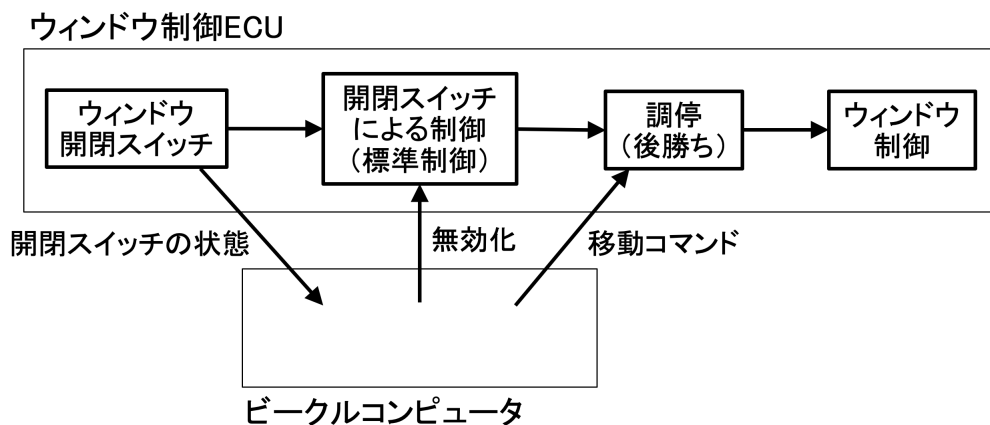 ウィンドウ制御ECU
ウィンドウ
開閉スイッチ
開閉スイッチ
による制御
（標準制御）
調停
（後勝ち）
ウィンドウ
制御
開閉スイッチの状態
無効化
移動コマンド
ビークルコンピュータ